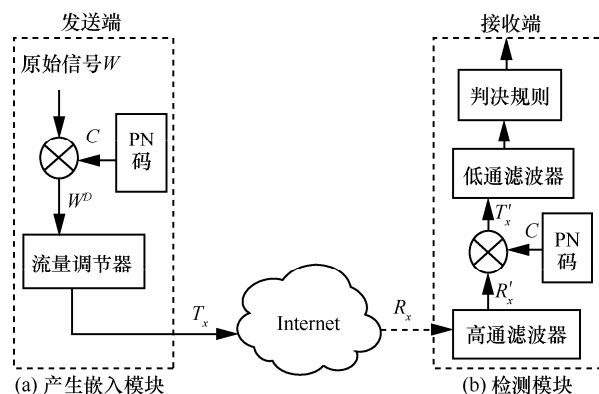 发送端
原始信号W
C
PN
码
W^D
流量调节器
T_x
(a) 产生嵌入模块
Internet
R_x
接收端
判决规则
低通滤波器
T'_x
C
PN
码
R'_x
高通滤波器
(b) 检测模块